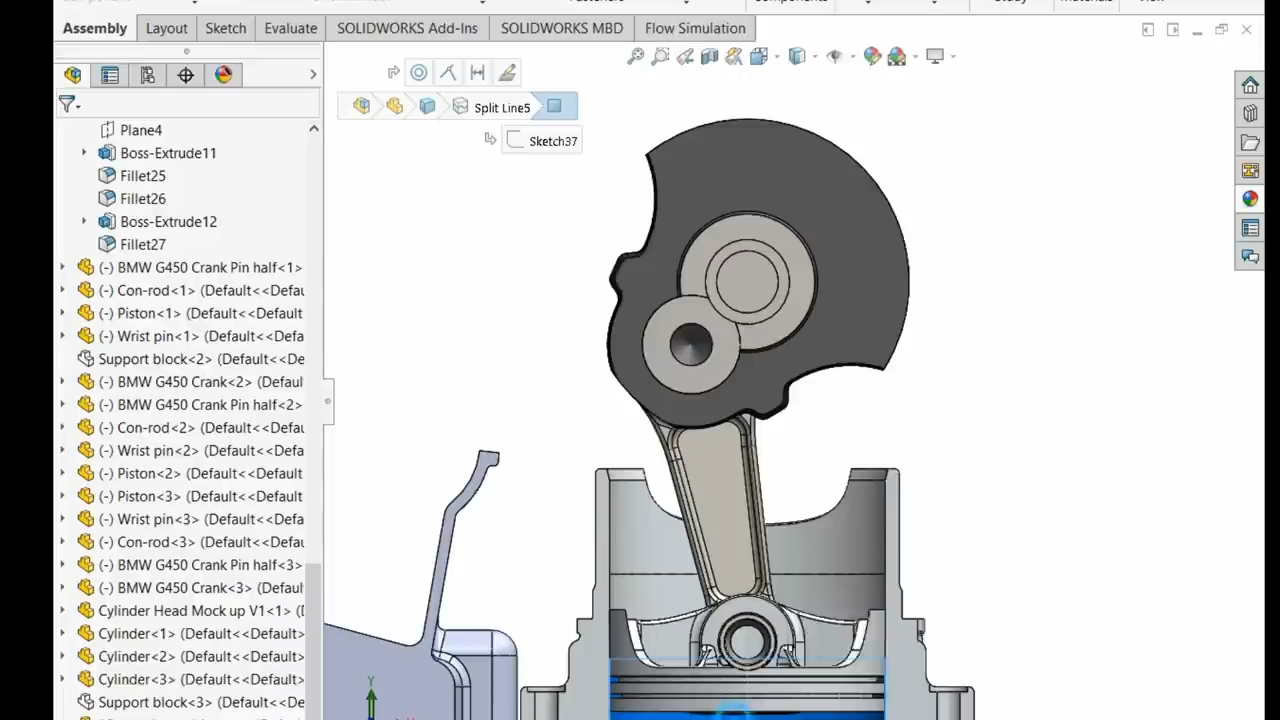 Components
Study
Materials
View
Assembly
Layout
Sketch
Evaluate
SOLIDWORKS Add-Ins
SOLIDWORKS MBD
Flow Simulation
Split Line5
Sketch37
Plane4
Boss-Extrude11
Fillet25
Fillet26
Boss-Extrude12
Fillet27
(-) BMW G450 Crank Pin half<1>
(-) Con-rod<1> (Default<<Defau
(-) Piston<1> (Default<<Default
(-) Wrist pin<1> (Default<<Defa
Support block<2> (Default<<De
(-) BMW G450 Crank<2> (Defaul
(-) BMW G450 Crank Pin half<2>
(-) Con-rod<2> (Default<<Defau
(-) Wrist pin<2> (Default<<Defa
(-) Piston<2> (Default<<Default
(-) Piston<3> (Default<<Default
(-) Wrist pin<3> (Default<<Defa
(-) Con-rod<3> (Default<<Defau
(-) BMW G450 Crank Pin half<3>
(-) BMW G450 Crank<3> (Defaul
Cylinder Head Mock up V1<1> (D
Cylinder<1> (Default<<Default>
Cylinder<2> (Default<<Default>
Cylinder<3> (Default<<Default>
Support block<3> (Default<<De
Y